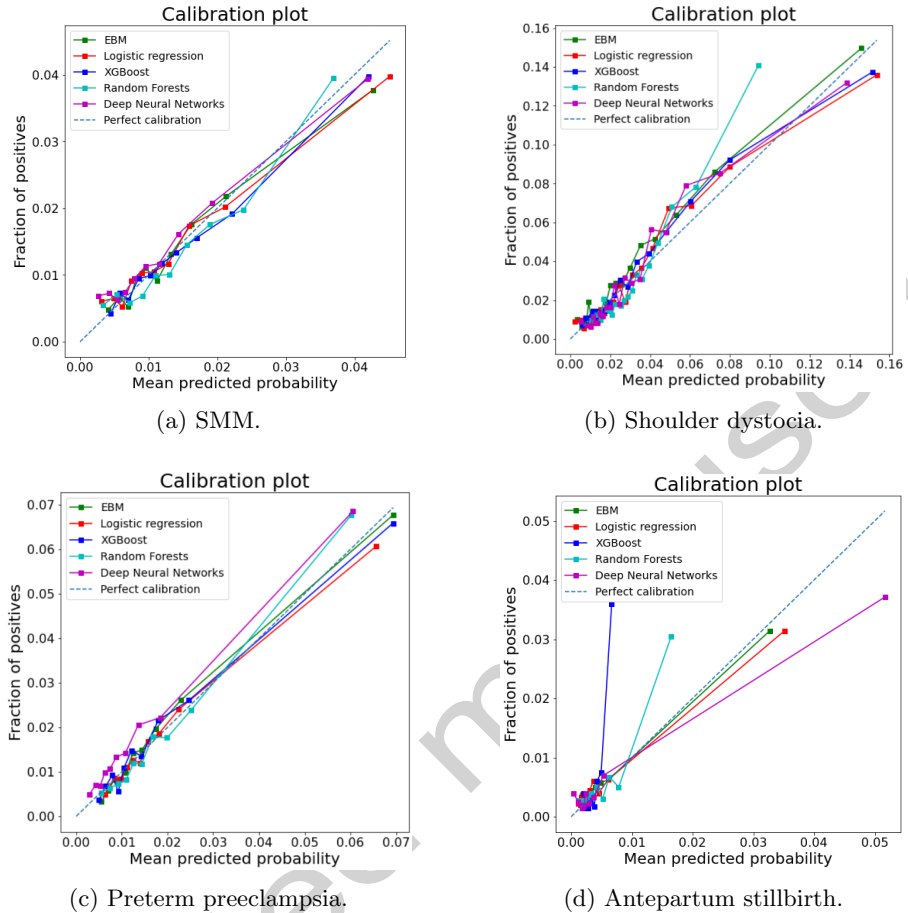 Calibration plot
EBM
Logistic regression
XGBoost
Random Forests
Deep Neural Networks
Perfect calibration
Fraction of positives
0.04
0.03
0.02
0.01
0.00
0.00 0.01 0.02 0.03 0.04
Mean predicted probability
(a) SMM.
Calibration plot
EBM
Logistic regression
XGBoost
Random Forests
Deep Neural Networks
Perfect calibration
Fraction of positives
0.16
0.14
0.12
0.10
0.08
0.06
0.04
0.02
0.00
0.00 0.02 0.04 0.06 0.08 0.10 0.12 0.14 0.16
Mean predicted probability
(b) Shoulder dystocia.
Calibration plot
EBM
Logistic regression
XGBoost
Random Forests
Deep Neural Networks
Perfect calibration
Fraction of positives
0.07
0.06
0.05
0.04
0.03
0.02
0.01
0.00
0.00 0.01 0.02 0.03 0.04 0.05 0.06 0.07
Mean predicted probability
(c) Preterm preeclampsia.
Calibration plot
EBM
Logistic regression
XGBoost
Random Forests
Deep Neural Networks
Perfect calibration
Fraction of positives
0.05
0.04
0.03
0.02
0.01
0.00
0.00 0.01 0.02 0.03 0.04 0.05
Mean predicted probability
(d) Antepartum stillbirth.